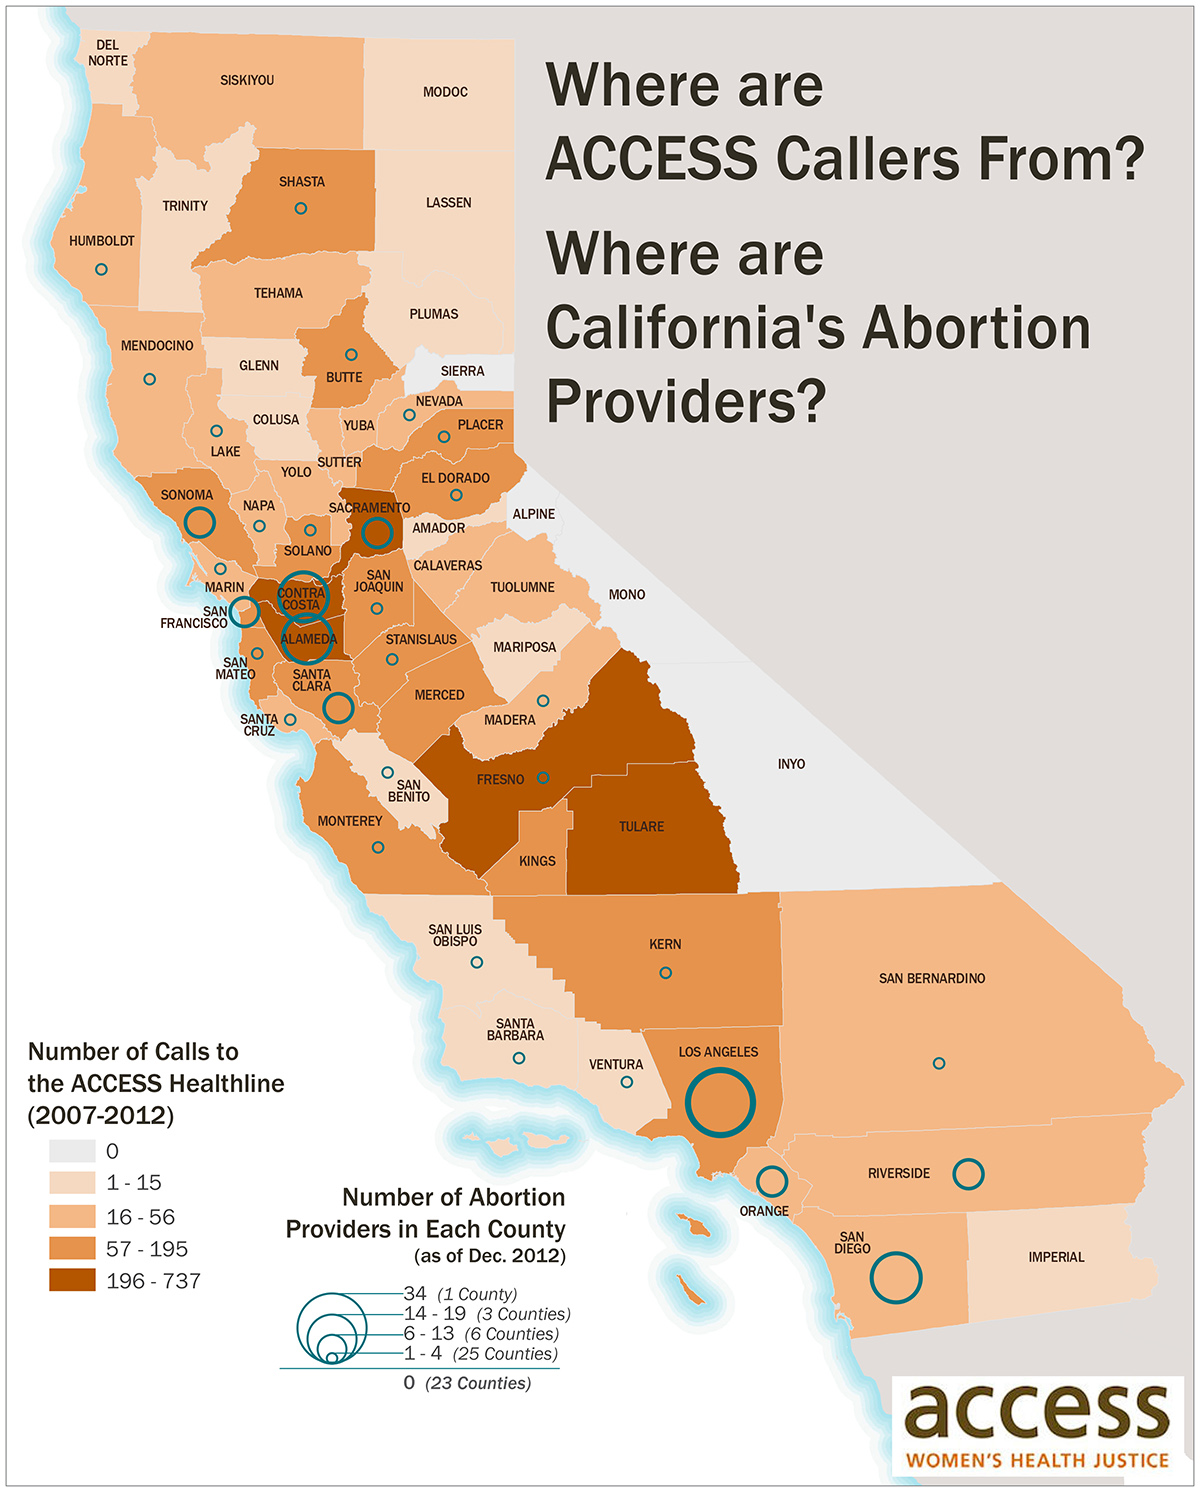 Where are
ACCESS Callers From?
Where are
California's Abortion
Providers?
DEL
NORTE
SISKIYOU
MODOC
SHASTA
TRINITY
LASSEN
HUMBOLDT
TEHAMA
PLUMAS
MENDOCINO
GLENN
BUTTE
SIERRA
NEVADA
COLUSA
YUBA
PLACER
LAKE
SUTTER
YOLO
EL DORADO
SONOMA
NAPA
SACRAMENTO
ALPINE
AMADOR
SOLANO
CALAVERAS
MARIN
SAN
JOAQUIN
TUOLUMNE
MONO
CONTRA
COSTA
SAN
FRANCISCO
ALAMEDA
STANISLAUS
MARIPOSA
SAN
MATEO
SANTA
CLARA
MERCED
SANTA
CRUZ
MADERA
INYO
FRESNO
SAN
BENITO
MONTEREY
TULARE
KINGS
SAN LUIS
OBISPO
KERN
SAN BERNARDINO
SANTA
BARBARA
VENTURA
LOS ANGELES
RIVERSIDE
ORANGE
SAN
DIEGO
IMPERIAL
Number of Calls to
the ACCESS Healthline
(2007-2012)
0
1 - 15
16 - 56
57 - 195
196 - 737
Number of Abortion
Providers in Each County
(as of Dec. 2012)
34 (1 County)
14 - 19 (3 Counties)
6 - 13 (6 Counties)
1 - 4 (25 Counties)
0 (23 Counties)
access
WOMEN'S HEALTH JUSTICE